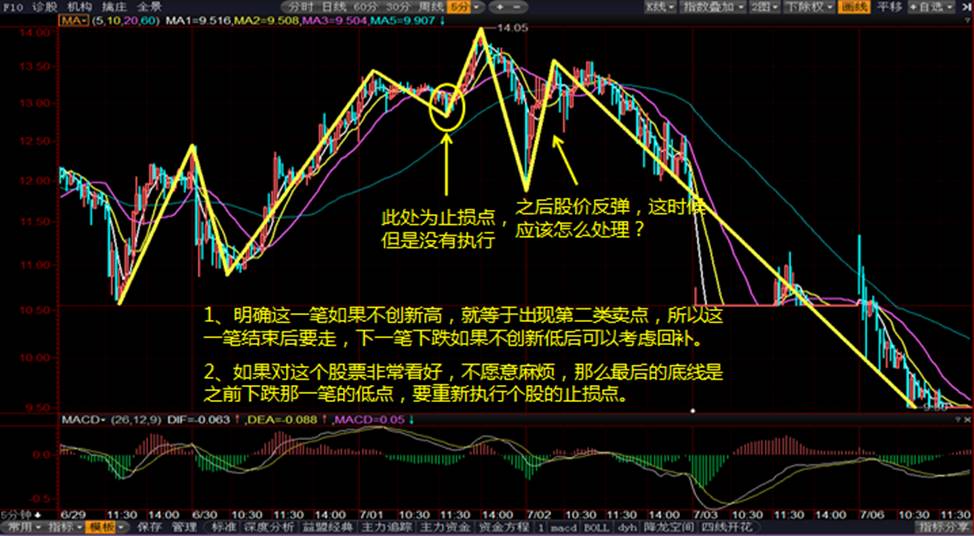 F10 诊股 机构 擒庄 全景 分时 日线 60分 30分 周线 5分 K线 指数叠加 2图 下除权 画线 平移 +自选
MA (5,10,20,60) MA1=9.516,MA2=9.508,MA3=9.504,MA5=9.907↓
14.00
14.05
13.50
13.00
12.50
12.00
11.50
11.00
10.50
10.00
9.50
此处为止损点，
但是没有执行
之后股价反弹，这时候
应该怎么处理？
1、明确这一笔如果不创新高，就等于出现第二类卖点，所以这
一笔结束后要走，下一笔下跌如果不创新低后可以考虑回补。
2、如果对这个股票非常看好，不愿意麻烦，那么最后的底线是
之前下跌那一笔的低点，要重新执行个股的止损点。
MACD (26,12,9) DIF=-0.063↑,DEA=-0.088↑,MACD=0.05↓
0.0
-0.5
5分钟 6/29 11:30 14:00 6/30 10:30 11:30 14:00 7/01 10:30 11:30 14:00 7/02 10:30 11:30 14:00 7/03 10:30 11:30 14:00 7/06 10:30 11:30
常用 指标 模板 保存 管理 标准 深度分析 益盟经典 主力追踪 主力资金 资金方程 1 macd BOLL dyh 降龙空间 四线开花 指标分享